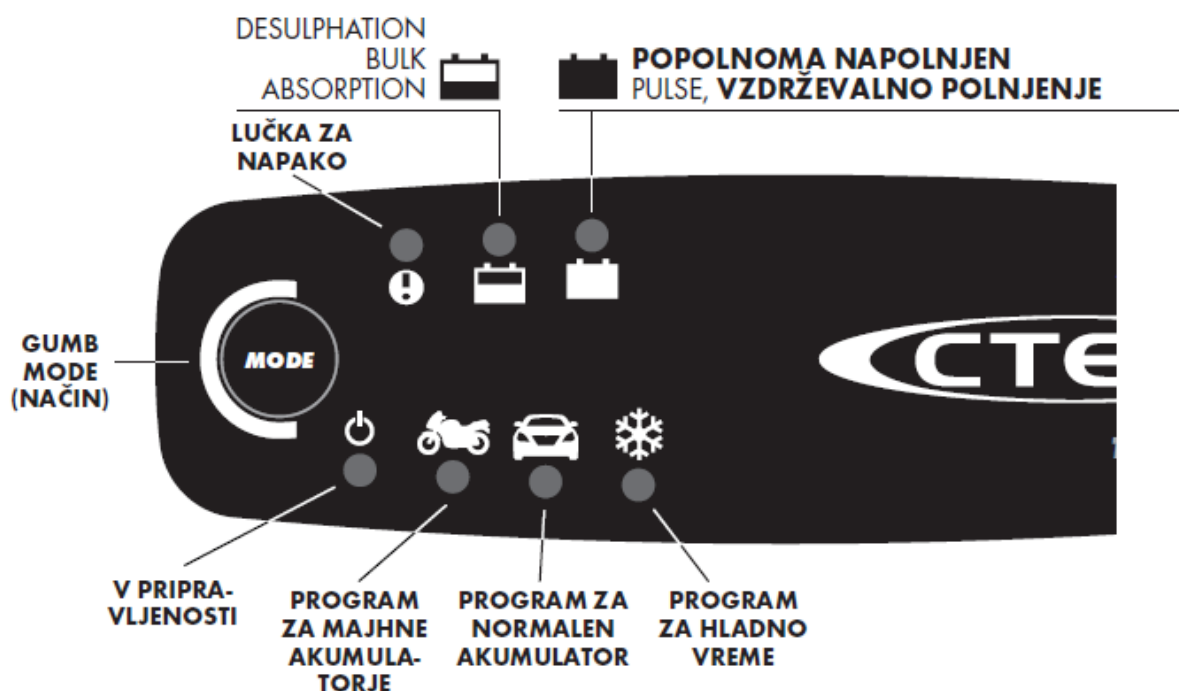 DESULPHATION
BULK
ABSORPTION
POPOLNOMA NAPOLNJEN
PULSE, VZDRŽEVALNO POLNJENJE
LUČKA ZA
NAPAKO
GUMB
MODE
(NAČIN)
MODE
CTE
V PRIPRA-
VLJENOSTI
PROGRAM
ZA MAJHNE
AKUMULA-
TORJE
PROGRAM ZA
NORMALEN
AKUMULATOR
PROGRAM
ZA HLADNO
VREME